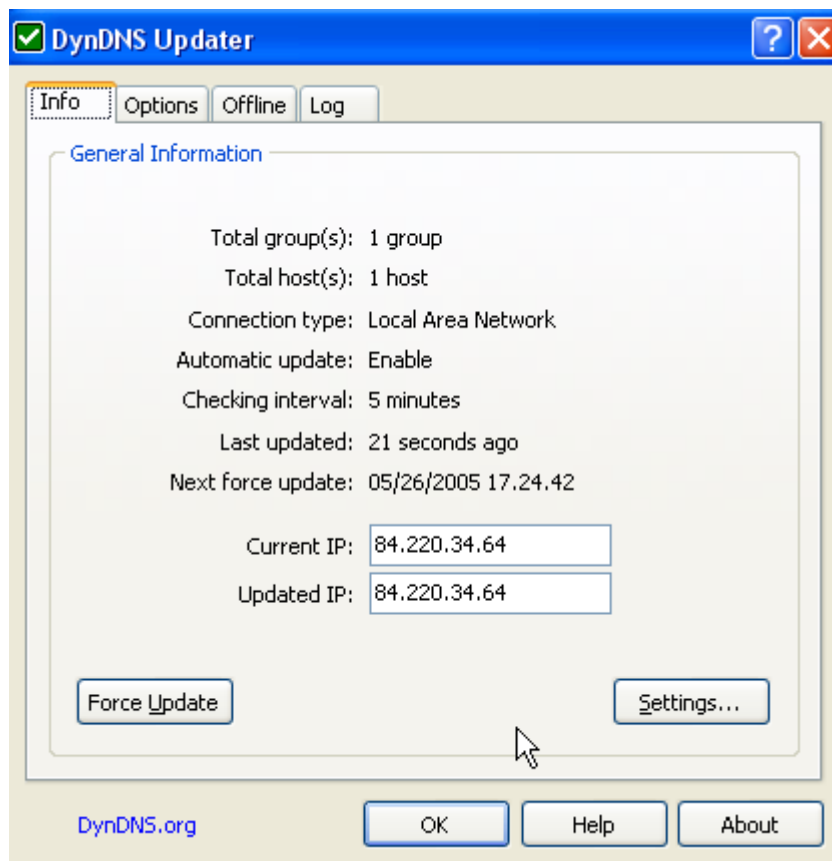 DynDNS Updater
Info Options Offline Log
General Information
Total group(s): 1 group
Total host(s): 1 host
Connection type: Local Area Network
Automatic update: Enable
Checking interval: 5 minutes
Last updated: 21 seconds ago
Next force update: 05/26/2005 17.24.42
Current IP: 84.220.34.64
Updated IP: 84.220.34.64
Force Update Settings...
DynDNS.org OK Help About